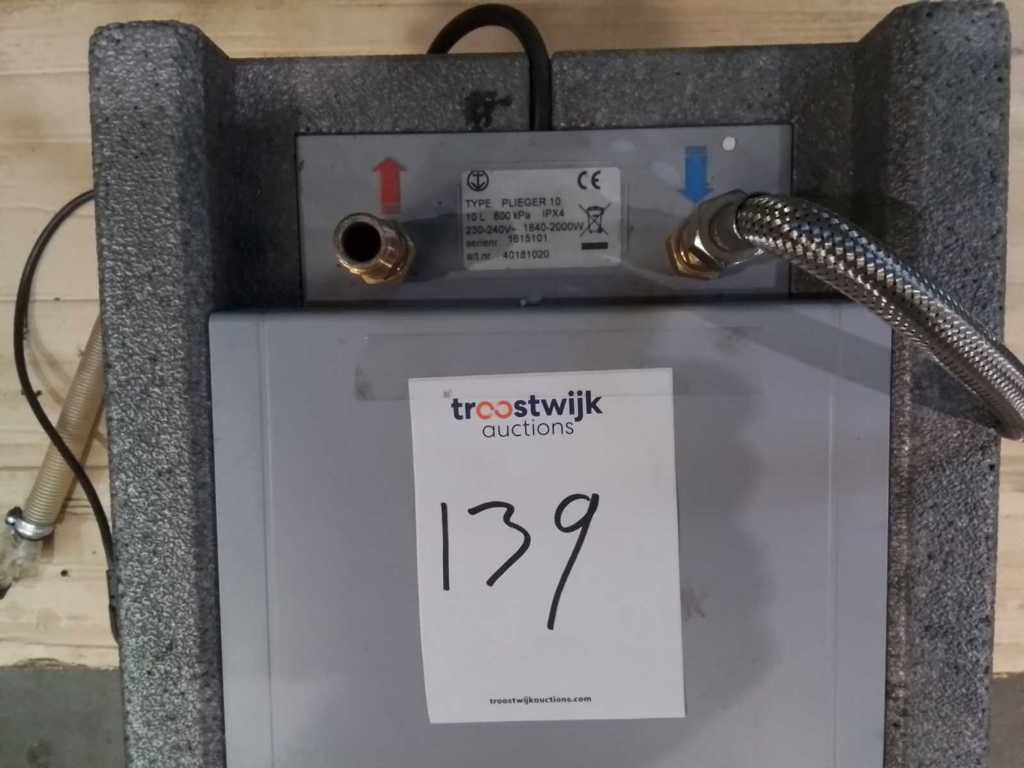 CE
TYPE PLIEGER 10
10 L 800 kPa IPX4
230-240V~ 1840-2000W
serienr. 1615101
art.nr. 40181020
troostwijk
auctions
139
troostwijkauctions.com